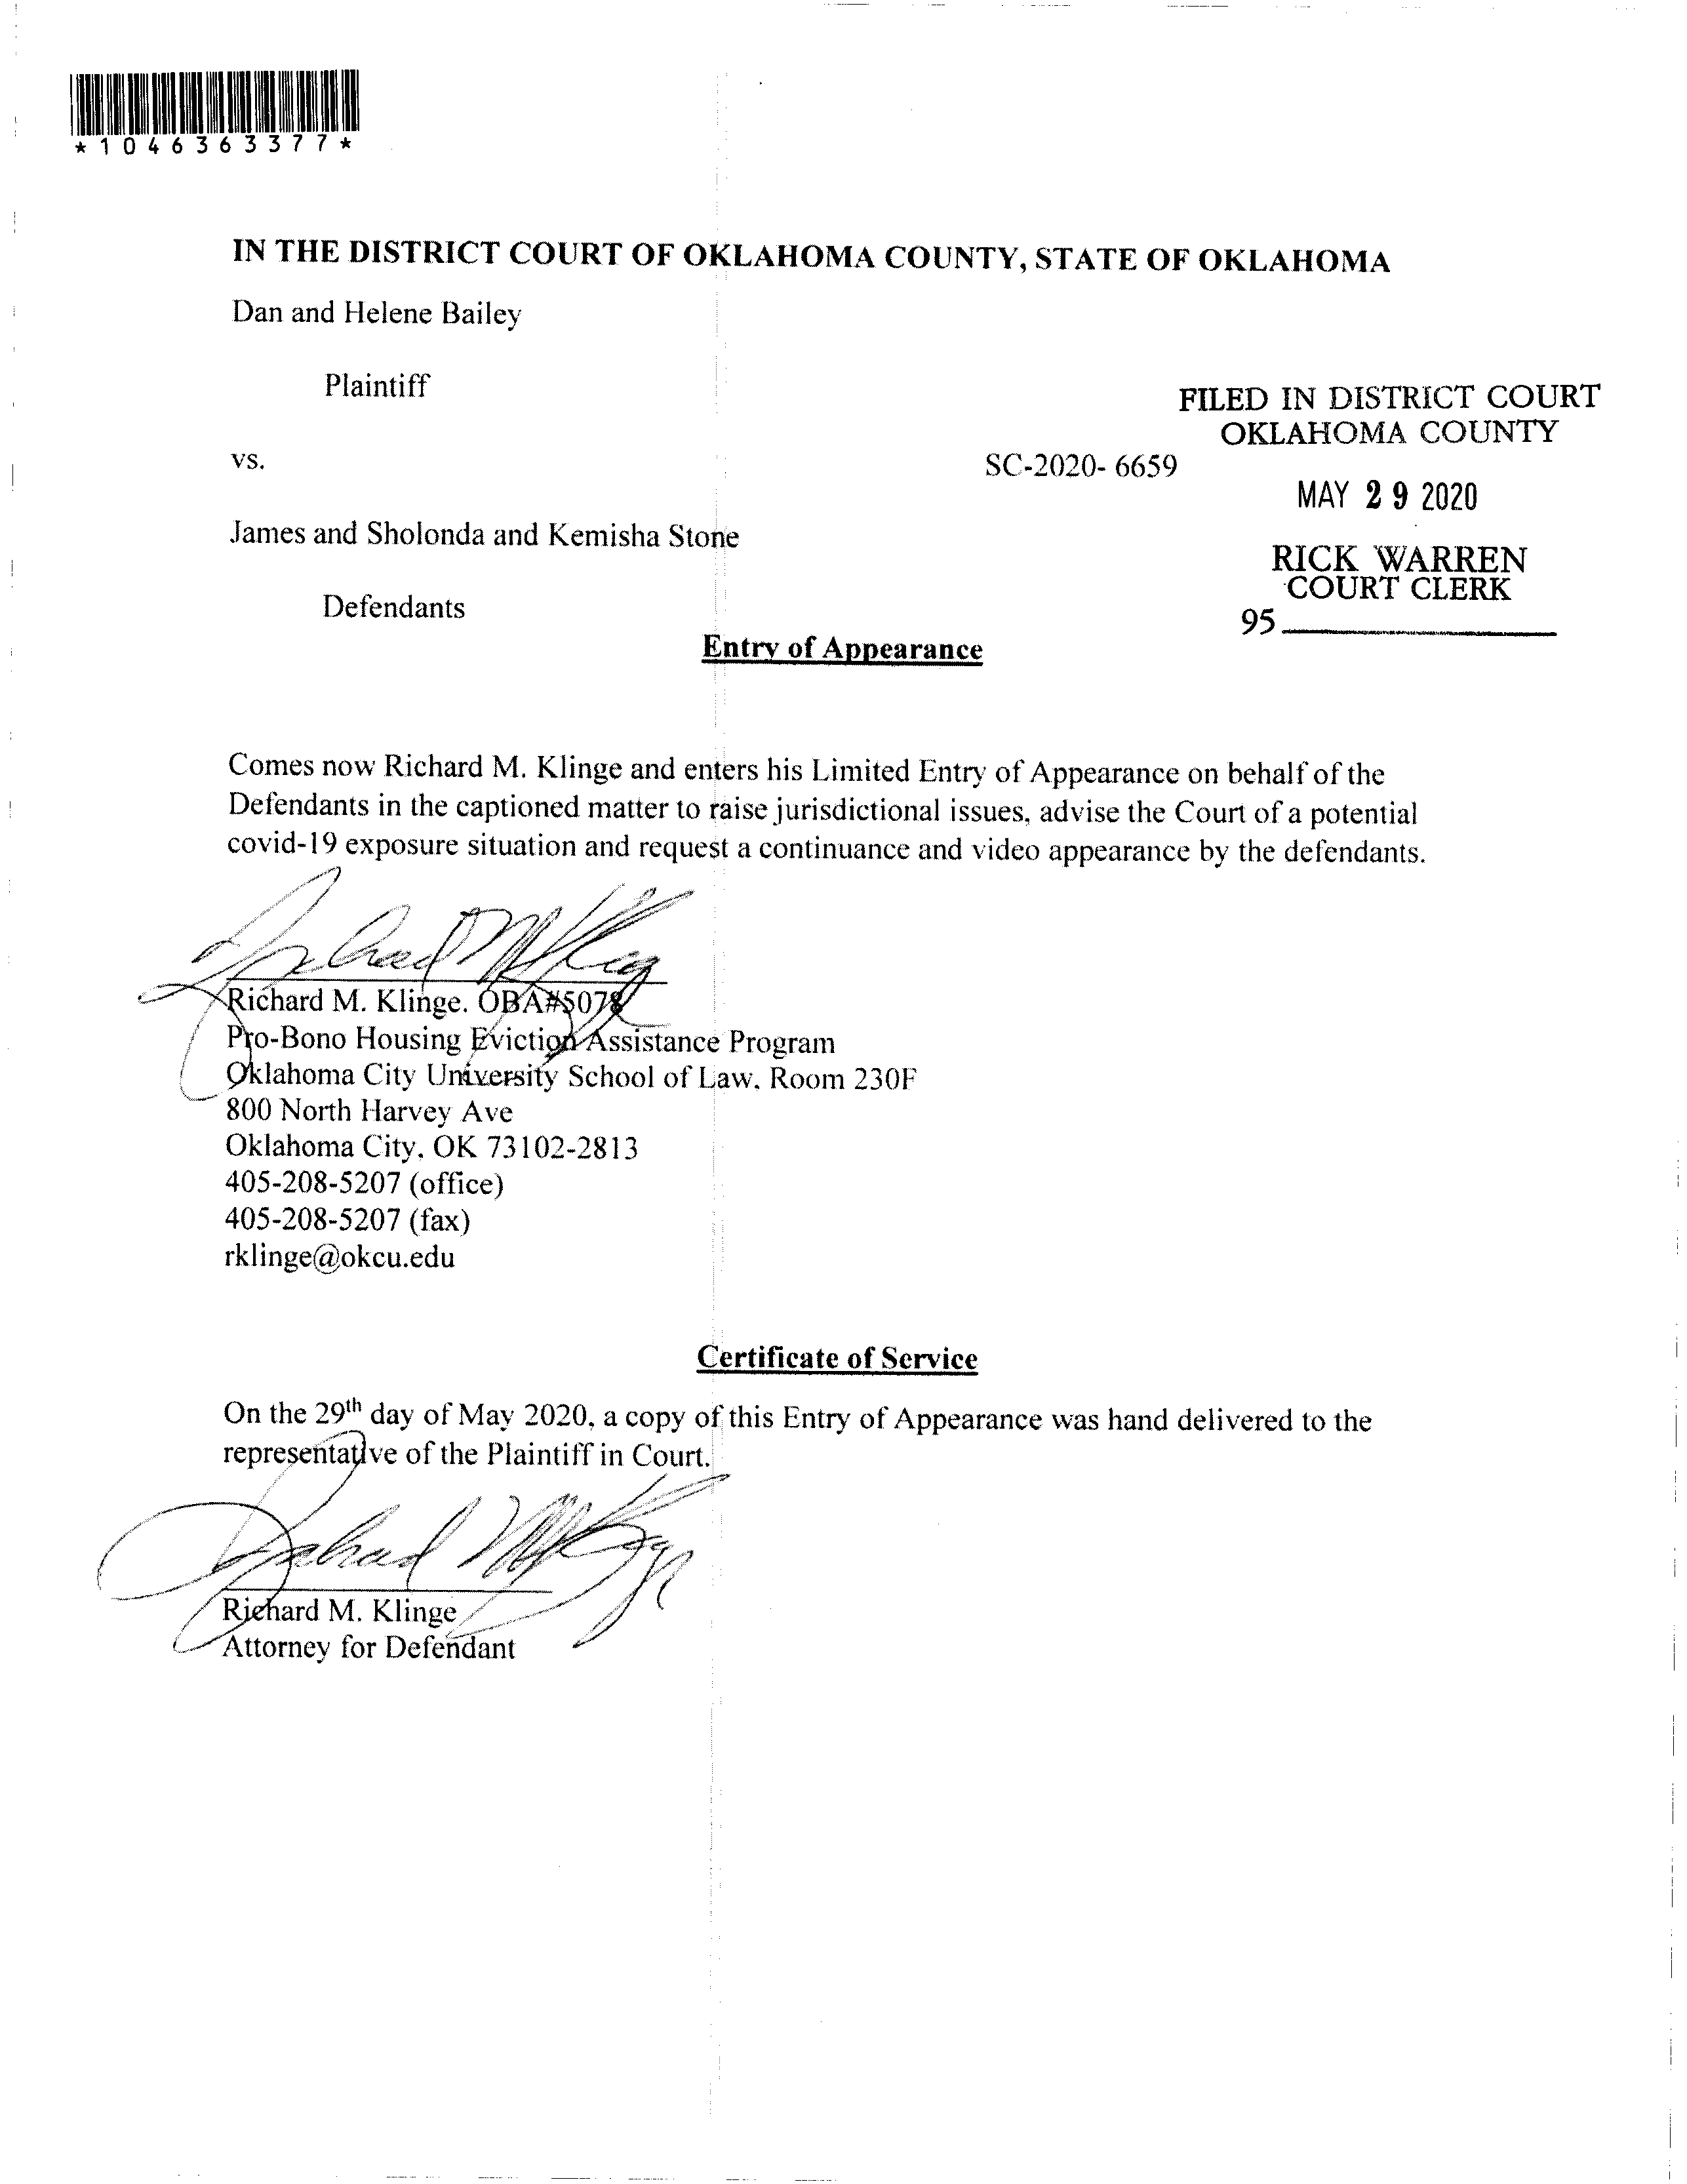 *1046363377*
IN THE DISTRICT COURT OF OKLAHOMA COUNTY, STATE OF OKLAHOMA
Dan and Helene Bailey
Plaintiff
FILED IN DISTRICT COURT
OKLAHOMA COUNTY
vs.
SC-2020- 6659
MAY 29 2020
James and Sholonda and Kemisha Stone
RICK WARREN
COURT CLERK
Defendants
95
Entry of Appearance
Comes now Richard M. Klinge and enters his Limited Entry of Appearance on behalf of the
Defendants in the captioned matter to raise jurisdictional issues, advise the Court of a potential
covid-19 exposure situation and request a continuance and video appearance by the defendants.
Richard M. Klinge. OBA#5078
Pro-Bono Housing Eviction Assistance Program
Oklahoma City University School of Law, Room 230F
800 North Harvey Ave
Oklahoma City, OK 73102-2813
405-208-5207 (office)
405-208-5207 (fax)
rklinge@okcu.edu
Certificate of Service
On the 29th day of May 2020, a copy of this Entry of Appearance was hand delivered to the
representative of the Plaintiff in Court.
Richard M. Klinge
Attorney for Defendant